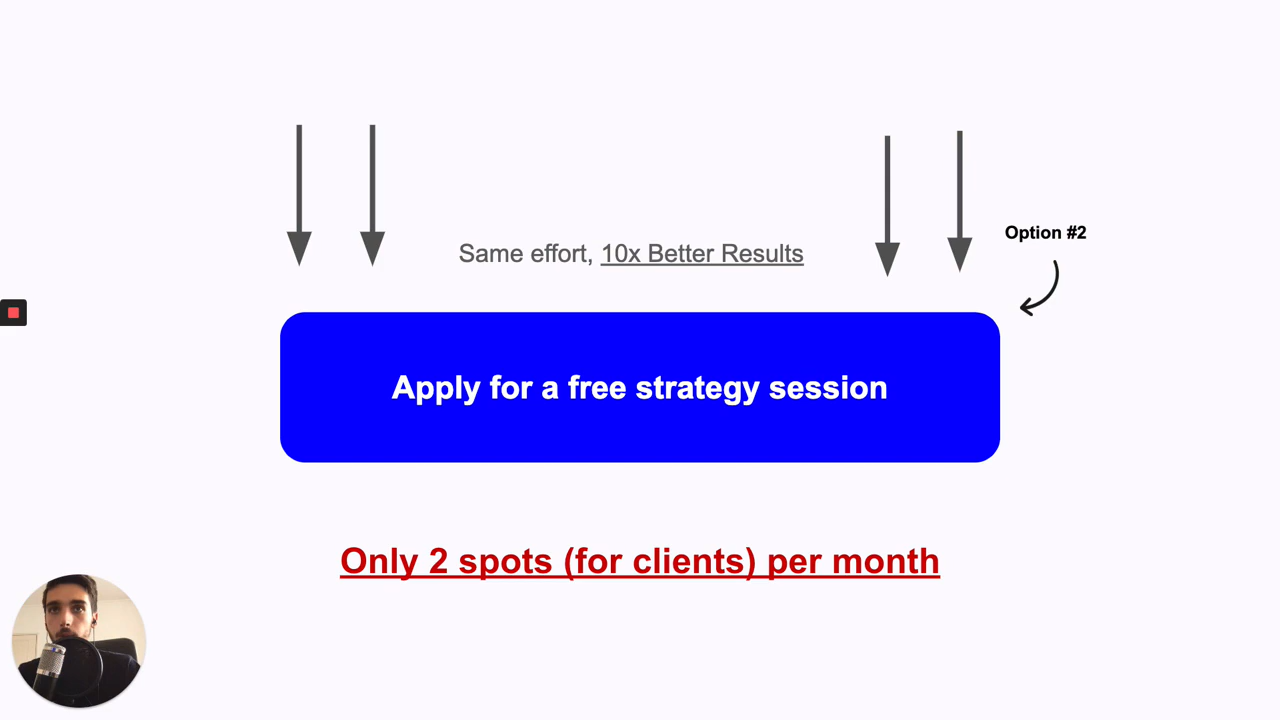 Same effort, 10x Better Results
Option #2
Apply for a free strategy session
Only 2 spots (for clients) per month